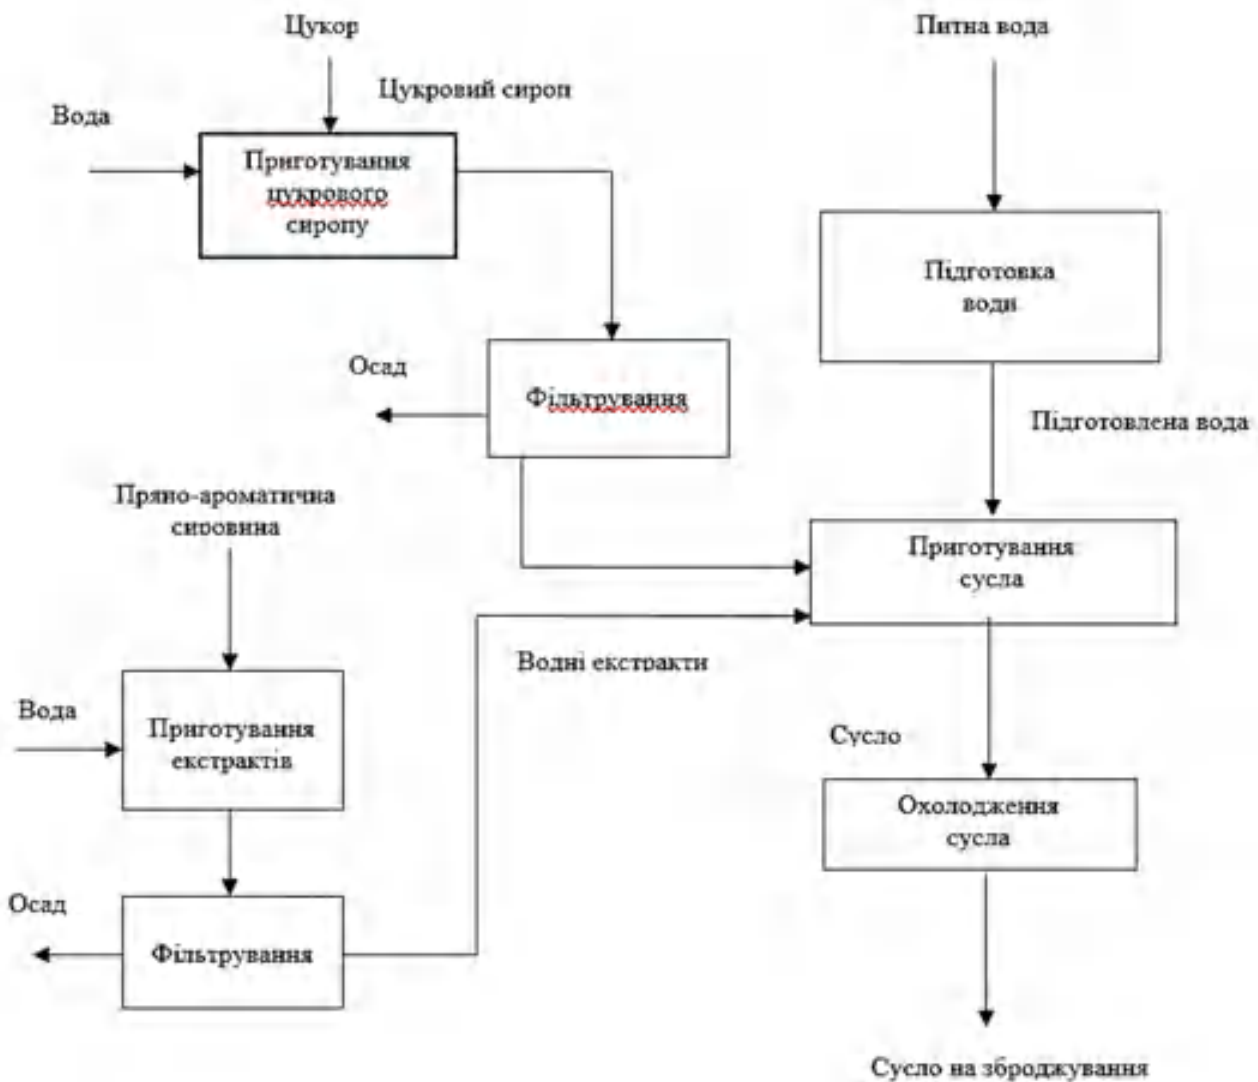 Цукор
Питна вода
Цукровий сироп
Вода
Приготування
цукрового
сиропу
Підготовка
води
Осад
Фільтрування
Підготовлена вода
Пряно-ароматична
сировина
Приготування
сусла
Водні екстракти
Вода
Приготування
екстрактів
Сусло
Охолодження
сусла
Осад
Фільтрування
Сусло на зброджування